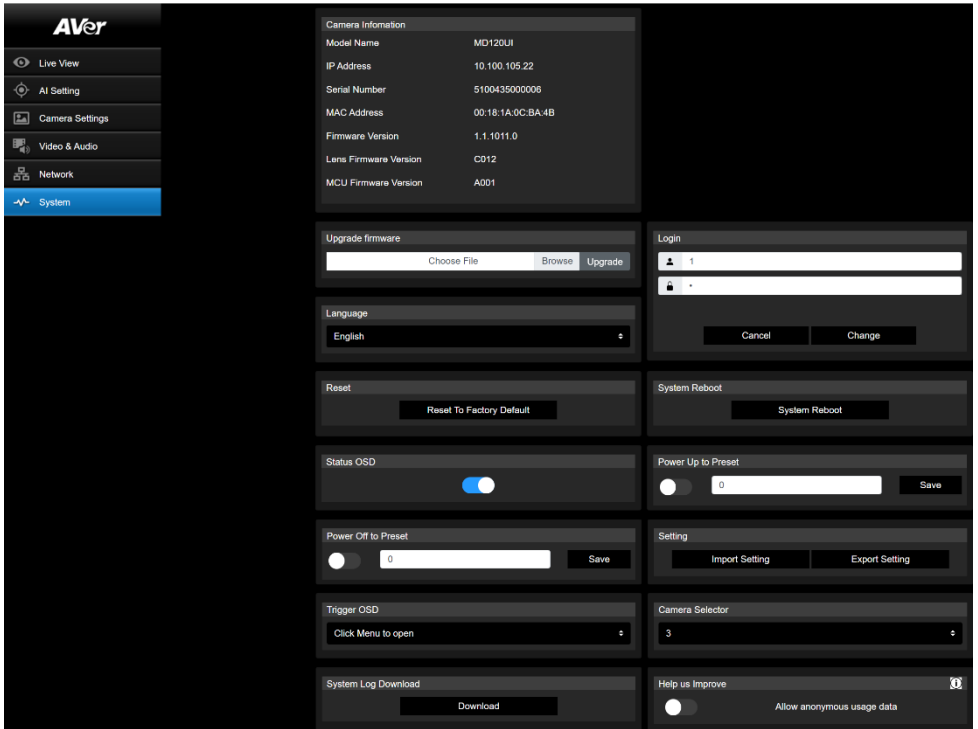 AVer
Live View
AI Setting
Camera Settings
Video & Audio
Network
System
Camera Infomation
Model Name MD120UI
IP Address 10.100.105.22
Serial Number 5100435000006
MAC Address 00:18:1A:0C:BA:4B
Firmware Version 1.1.1011.0
Lens Firmware Version C012
MCU Firmware Version A001
Upgrade firmware
Choose File Browse Upgrade
Login
1
•
Cancel Change
Language
English
Reset
Reset To Factory Default
System Reboot
System Reboot
Status OSD
Power Up to Preset
0 Save
Power Off to Preset
0 Save
Setting
Import Setting Export Setting
Trigger OSD
Click Menu to open
Camera Selector
3
System Log Download
Download
Help us Improve
Allow anonymous usage data